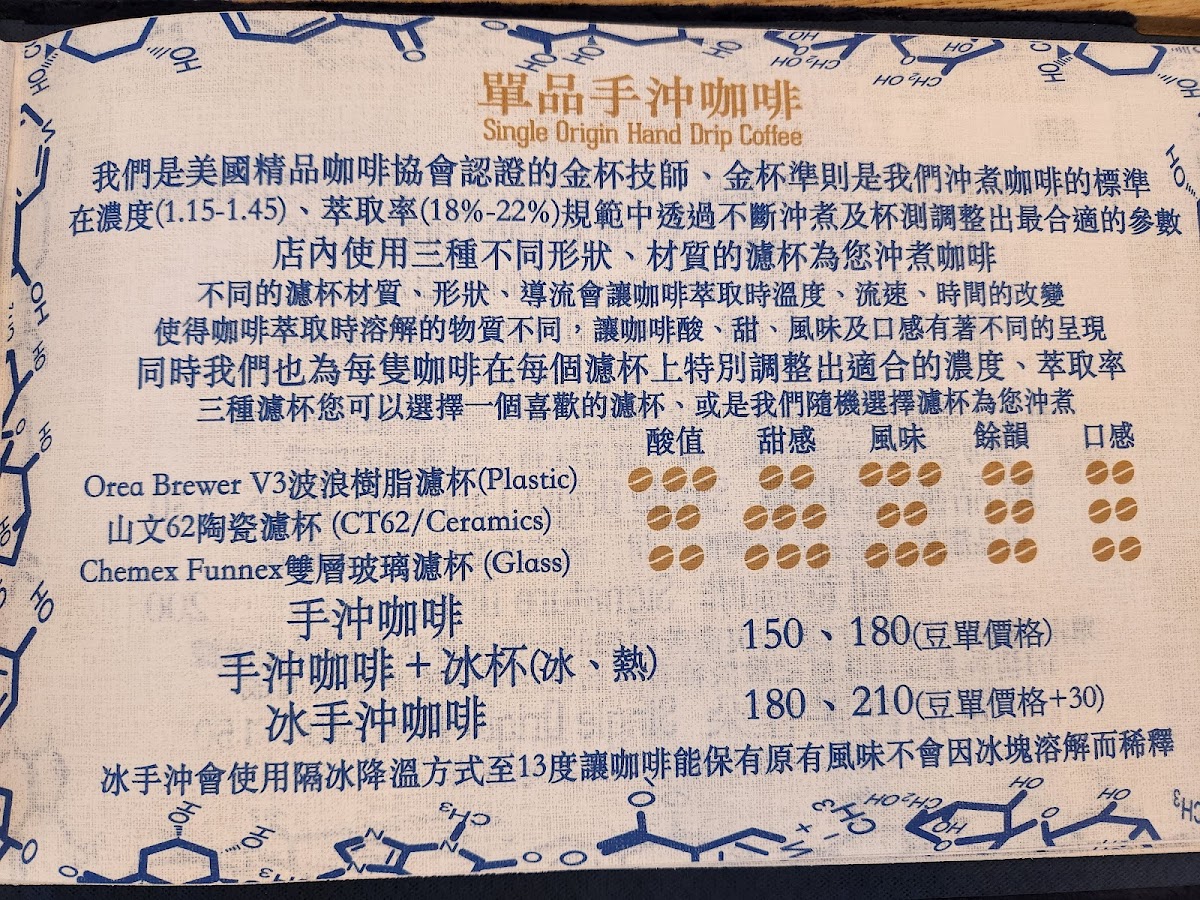 單品手沖咖啡
Single Origin Hand Drip Coffee
我們是美國精品咖啡協會認證的金杯技師、金杯準則是我們沖煮咖啡的標準
在濃度(1.15-1.45)、萃取率(18%-22%)規範中透過不斷沖煮及杯測調整出最合適的參數
店內使用三種不同形狀、材質的濾杯為您沖煮咖啡
不同的濾杯材質、形狀、導流會讓咖啡萃取時溫度、流速、時間的改變
使得咖啡萃取時溶解的物質不同，讓咖啡酸、甜、風味及口感有著不同的呈現
同時我們也為每隻咖啡在每個濾杯上特別調整出適合的濃度、萃取率
三種濾杯您可以選擇一個喜歡的濾杯、或是我們隨機選擇濾杯為您沖煮
酸值 甜感 風味 餘韻 口感
Orea Brewer V3波浪樹脂濾杯(Plastic)
山文62陶瓷濾杯 (CT62/Ceramics)
Chemex Funnex雙層玻璃濾杯 (Glass)
手沖咖啡 150、180(豆單價格)
手沖咖啡 + 冰杯(冰、熱)
冰手沖咖啡 180、210(豆單價格+30)
冰手沖會使用隔冰降溫方式至13度讓咖啡能保有原有風味不會因冰塊溶解而稀釋